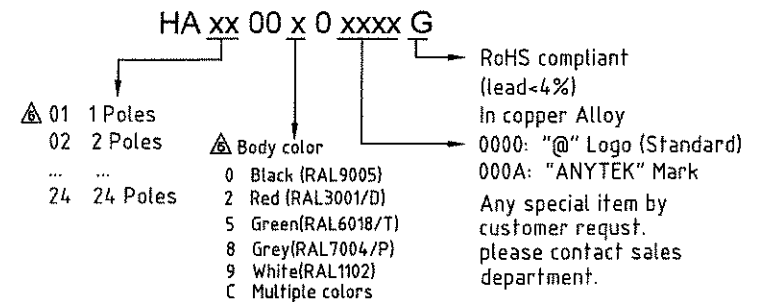 HA xx 00 x 0 xxxx G
RoHS compliant
(lead<4%)
In copper Alloy
0000: "@" Logo (Standard)
000A: "ANYTEK" Mark
Any special item by
customer requst.
please contact sales
department.
01 1 Poles
02 2 Poles
... ...
24 24 Poles
Body color
0 Black (RAL9005)
2 Red (RAL3001/D)
5 Green(RAL6018/T)
8 Grey(RAL7004/P)
9 White(RAL1102)
C Multiple colors